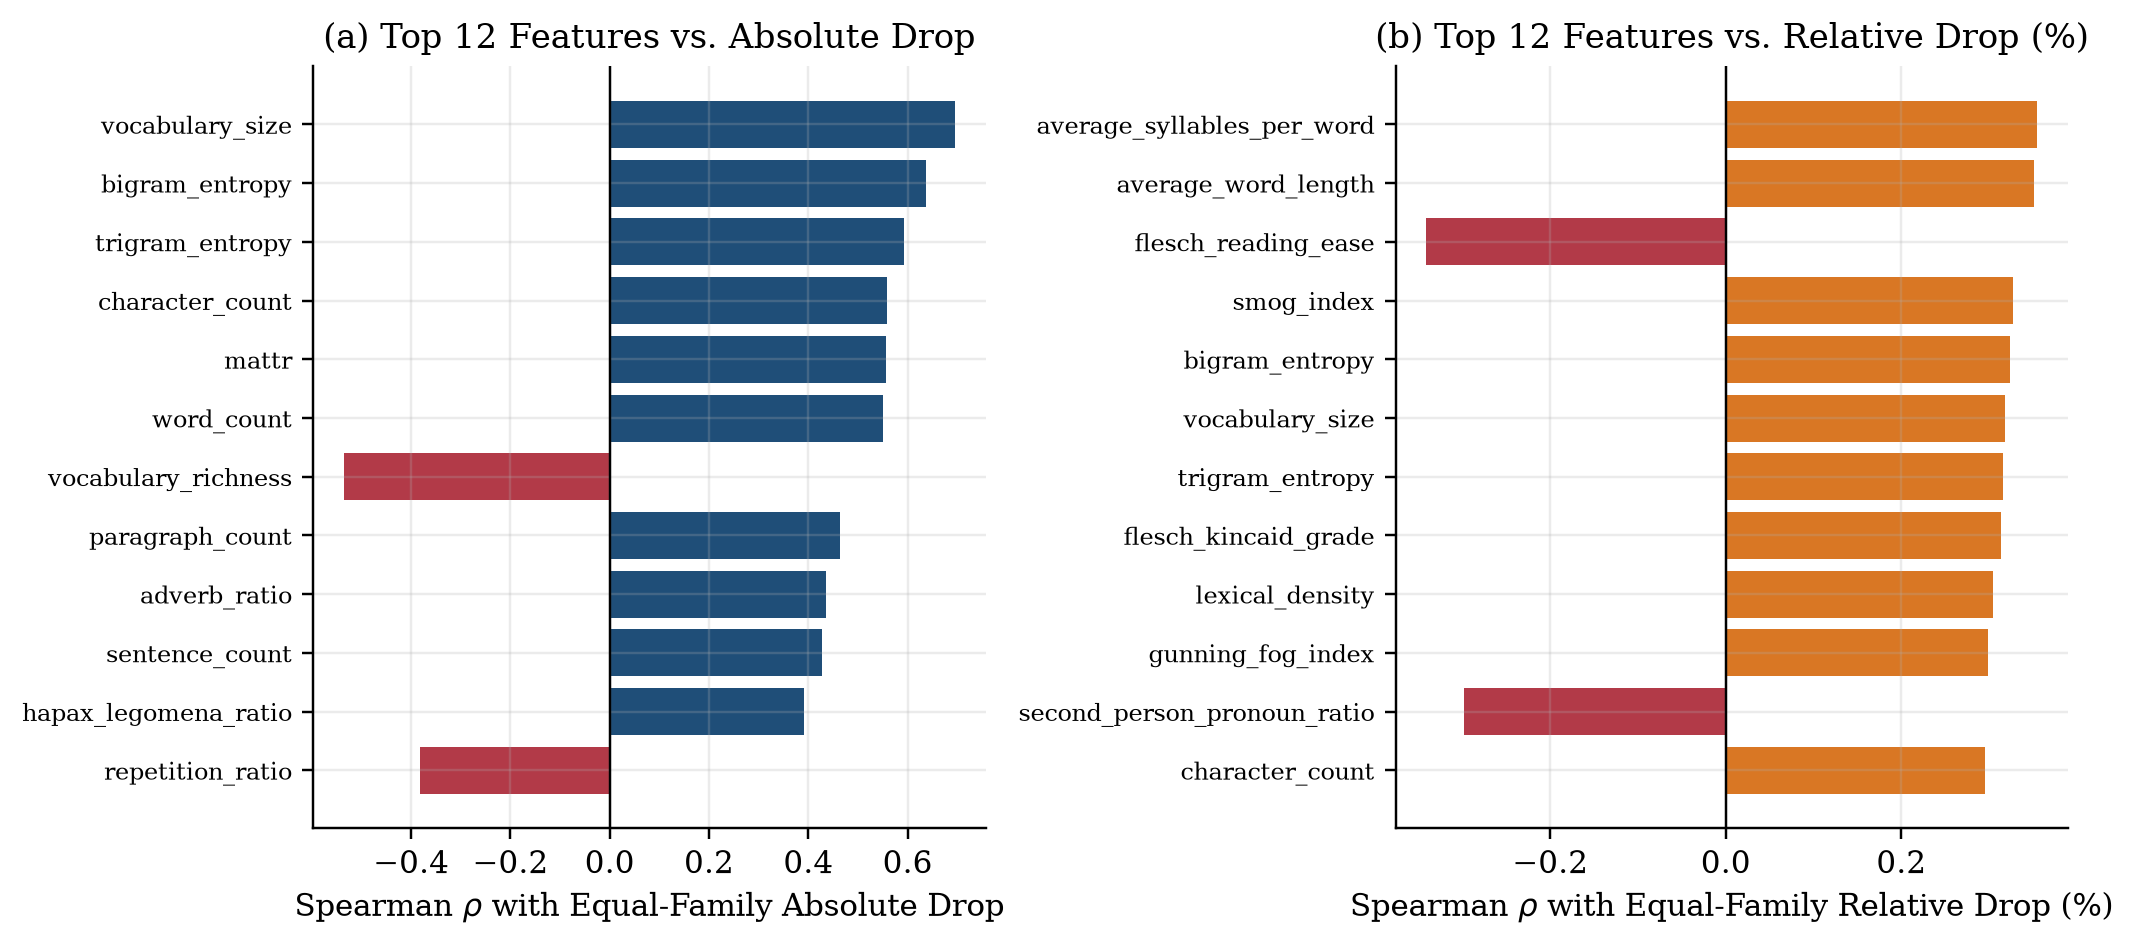 (a) Top 12 Features vs. Absolute Drop
vocabulary_size
bigram_entropy
trigram_entropy
character_count
mattr
word_count
vocabulary_richness
paragraph_count
adverb_ratio
sentence_count
hapax_legomena_ratio
repetition_ratio
−0.4 −0.2 0.0 0.2 0.4 0.6
Spearman ρ with Equal-Family Absolute Drop
(b) Top 12 Features vs. Relative Drop (%)
average_syllables_per_word
average_word_length
flesch_reading_ease
smog_index
bigram_entropy
vocabulary_size
trigram_entropy
flesch_kincaid_grade
lexical_density
gunning_fog_index
second_person_pronoun_ratio
character_count
−0.2 0.0 0.2
Spearman ρ with Equal-Family Relative Drop (%)